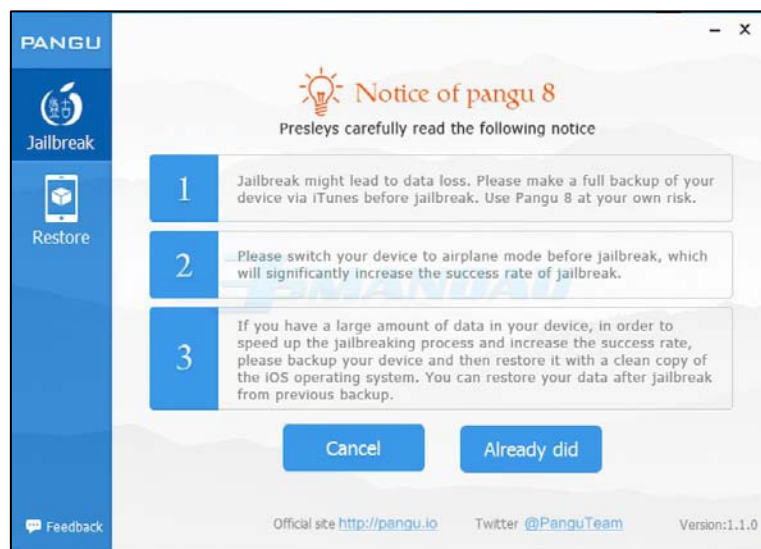 PANGU
Jailbreak
Restore
Notice of pangu 8
Presleys carefully read the following notice
1
Jailbreak might lead to data loss. Please make a full backup of your
device via iTunes before jailbreak. Use Pangu 8 at your own risk.
2
Please switch your device to airplane mode before jailbreak, which
will significantly increase the success rate of jailbreak.
3
If you have a large amount of data in your device, in order to
speed up the jailbreaking process and increase the success rate,
please backup your device and then restore it with a clean copy of
the iOS operating system. You can restore your data after jailbreak
from previous backup.
Cancel Already did
Feedback
Official site http://pangu.io Twitter @PanguTeam Version:1.1.0